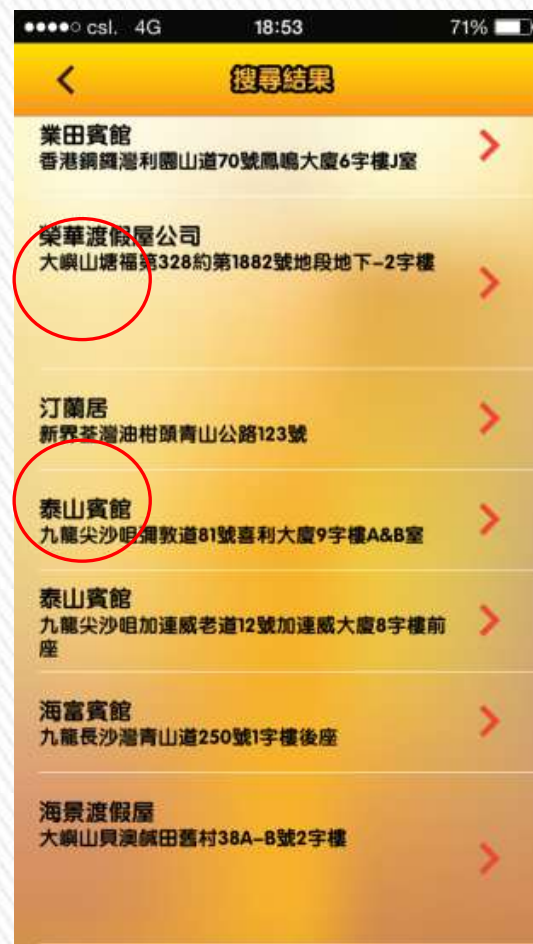 csl. 4G 18:53 71%
搜尋結果
業田賓館
香港銅鑼灣利園山道70號鳳鳴大廈6字樓J室
榮華渡假屋公司
大嶼山塘福第328約第1882號地段地下-2字樓
汀蘭居
新界荃灣油柑頭青山公路123號
泰山賓館
九龍尖沙咀彌敦道81號喜利大廈9字樓A&B室
泰山賓館
九龍尖沙咀加連威老道12號加連威大廈8字樓前
座
海富賓館
九龍長沙灣青山道250號1字樓後座
海景渡假屋
大嶼山貝澳鹹田舊村38A-B號2字樓